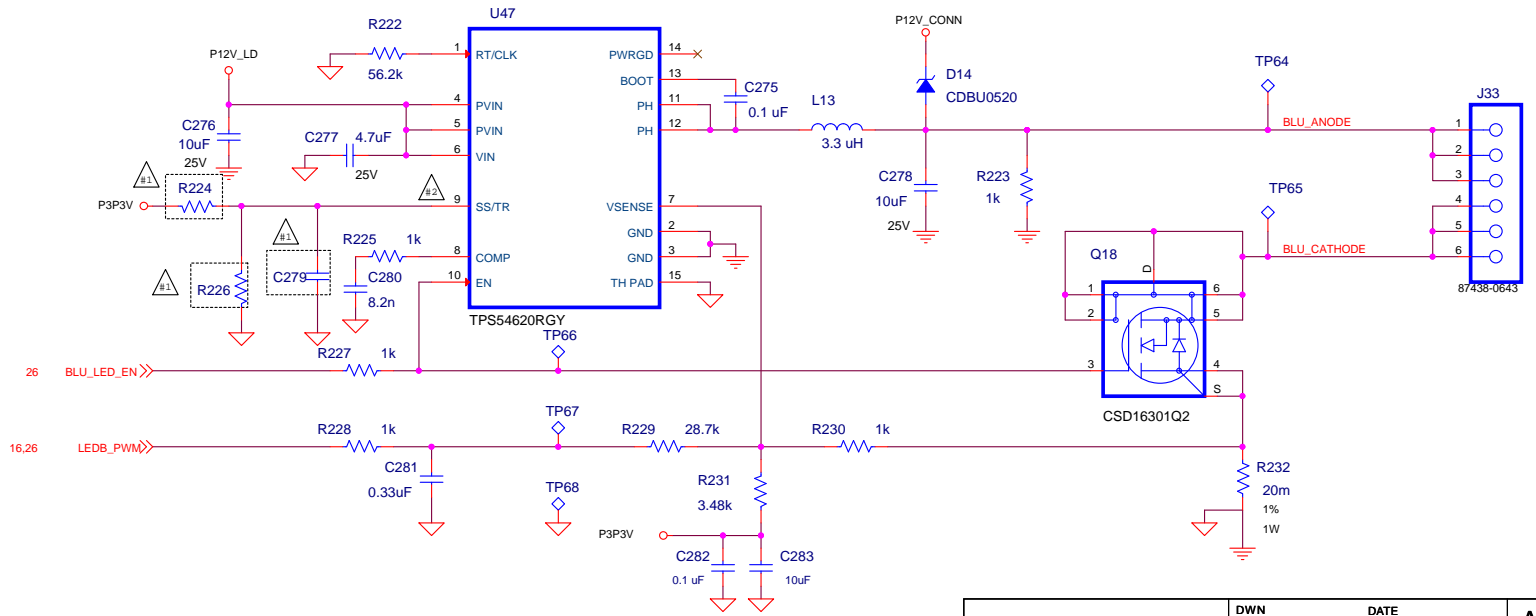 U47
P12V_CONN
R222
P12V_LD
56.2k
1
RT/CLK
PWRGD
14
BOOT
13
C275
0.1 uF
D14
CDBU0520
TP64
J33
4
PVIN
PH
11
L13
3.3 uH
C276
10uF
25V
C277
4.7uF
25V
5
PVIN
PH
12
6
VIN
BLU_ANODE
1
2
3
4
5
6
87438-0643
#1
R224
P3P3V
#2
9
SS/TR
VSENSE
7
C278
10uF
25V
R223
1k
TP65
BLU_CATHODE
#1
R225
1k
8
COMP
GND
2
GND
3
10
EN
TH PAD
15
C279
C280
8.2n
#1
R226
TPS54620RGY
Q18
D
1
2
6
5
3
4
S
CSD16301Q2
TP66
R227
1k
26
BLU_LED_EN
TP67
R228
1k
R229
28.7k
R230
1k
16,26
LEDB_PWM
C281
0.33uF
TP68
R231
3.48k
R232
20m
1%
1W
P3P3V
C282
0.1 uF
C283
10uF
DWN
DATE